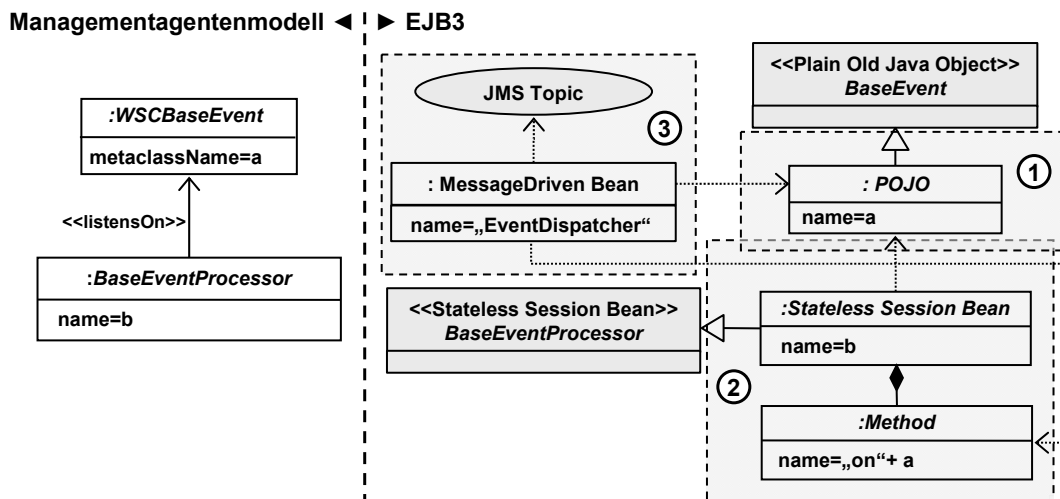 Managementagentenmodell ◄ ► EJB3
<<Plain Old Java Object>>
BaseEvent
JMS Topic
3
:WSCBaseEvent
metaclassName=a
1
: MessageDriven Bean
name=„EventDispatcher“
: POJO
name=a
<<listensOn>>
:BaseEventProcessor
name=b
<<Stateless Session Bean>>
BaseEventProcessor
:Stateless Session Bean
name=b
2
:Method
name=„on“+ a